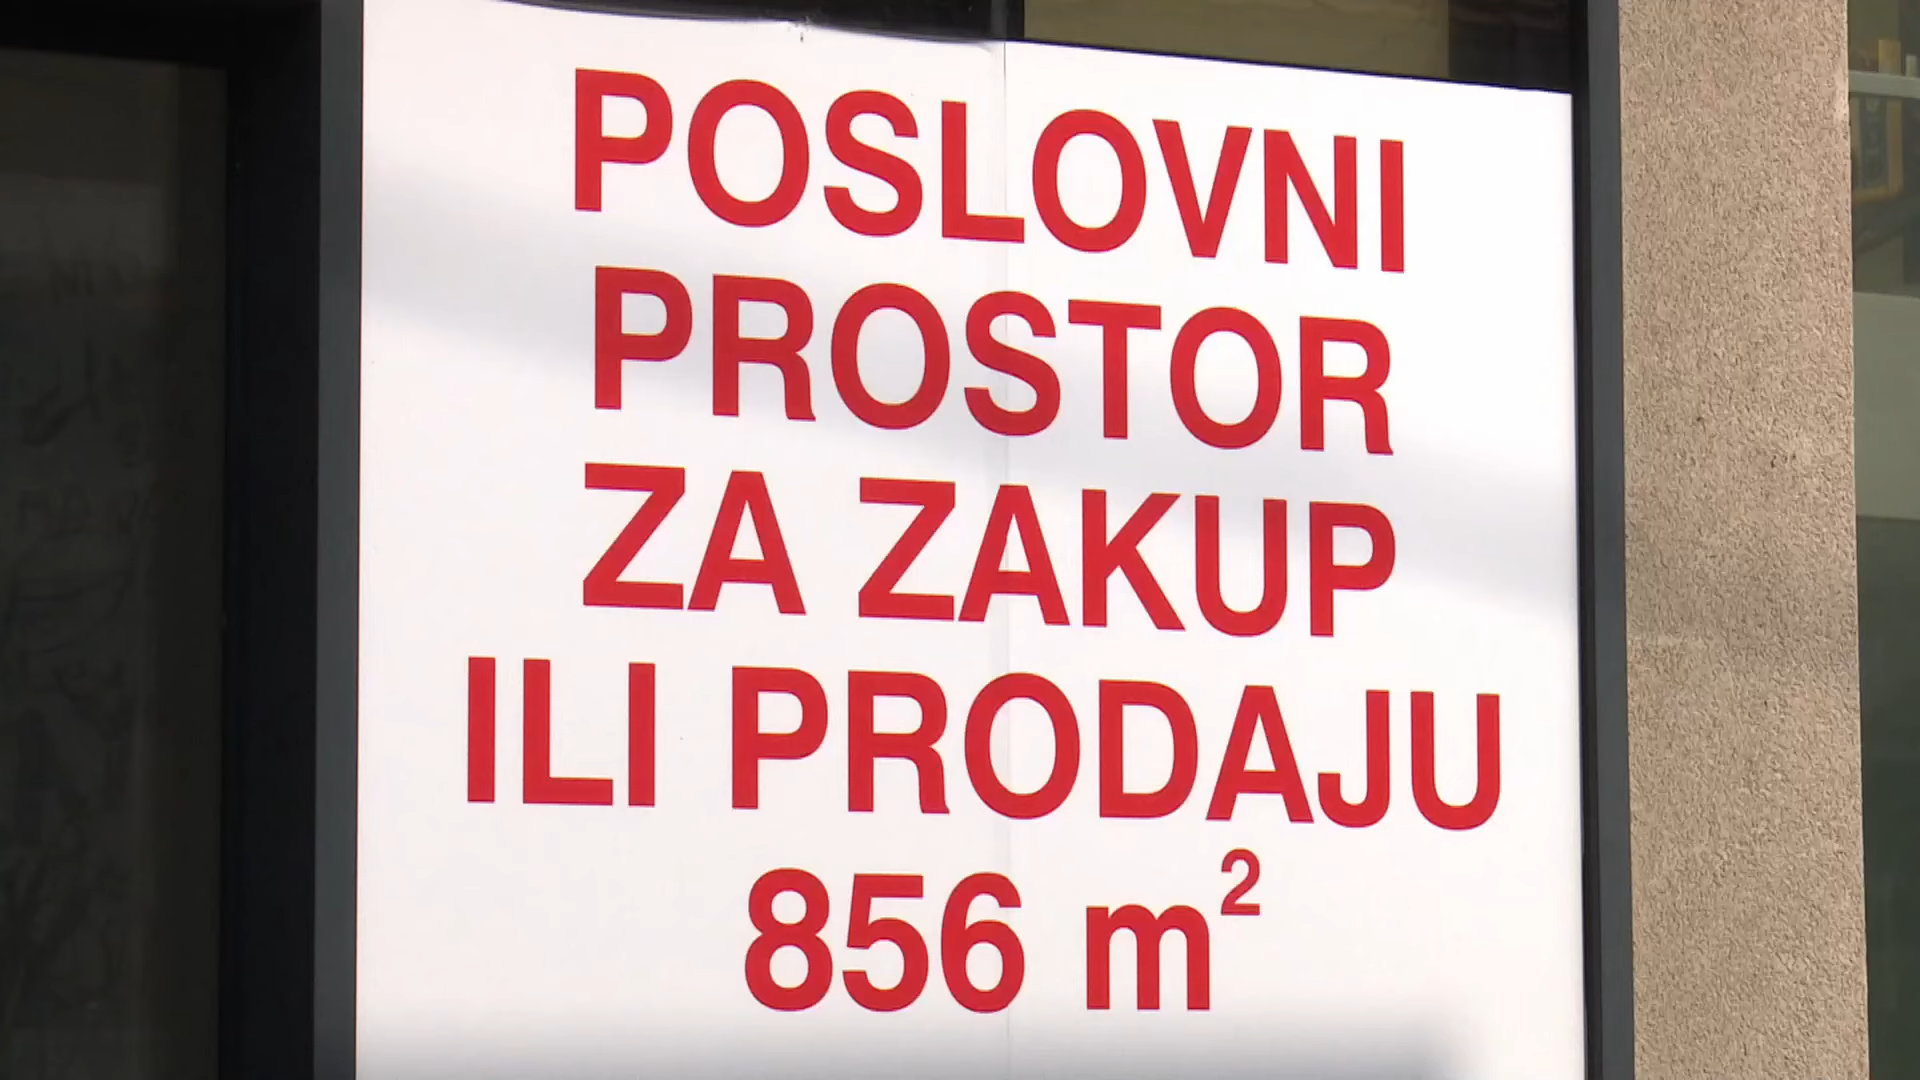 POSLOVNI
PROSTOR
ZA ZAKUP
ILI PRODAJU
856 m²